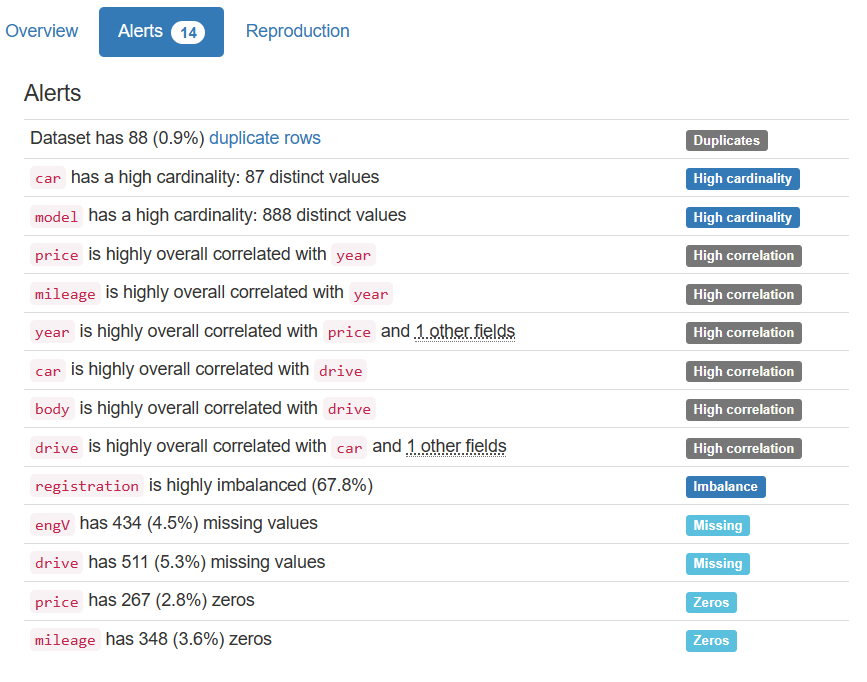 Overview Alerts 14 Reproduction
Alerts
Dataset has 88 (0.9%) duplicate rows Duplicates
car has a high cardinality: 87 distinct values High cardinality
model has a high cardinality: 888 distinct values High cardinality
price is highly overall correlated with year High correlation
mileage is highly overall correlated with year High correlation
year is highly overall correlated with price and 1 other fields High correlation
car is highly overall correlated with drive High correlation
body is highly overall correlated with drive High correlation
drive is highly overall correlated with car and 1 other fields High correlation
registration is highly imbalanced (67.8%) Imbalance
engV has 434 (4.5%) missing values Missing
drive has 511 (5.3%) missing values Missing
price has 267 (2.8%) zeros Zeros
mileage has 348 (3.6%) zeros Zeros